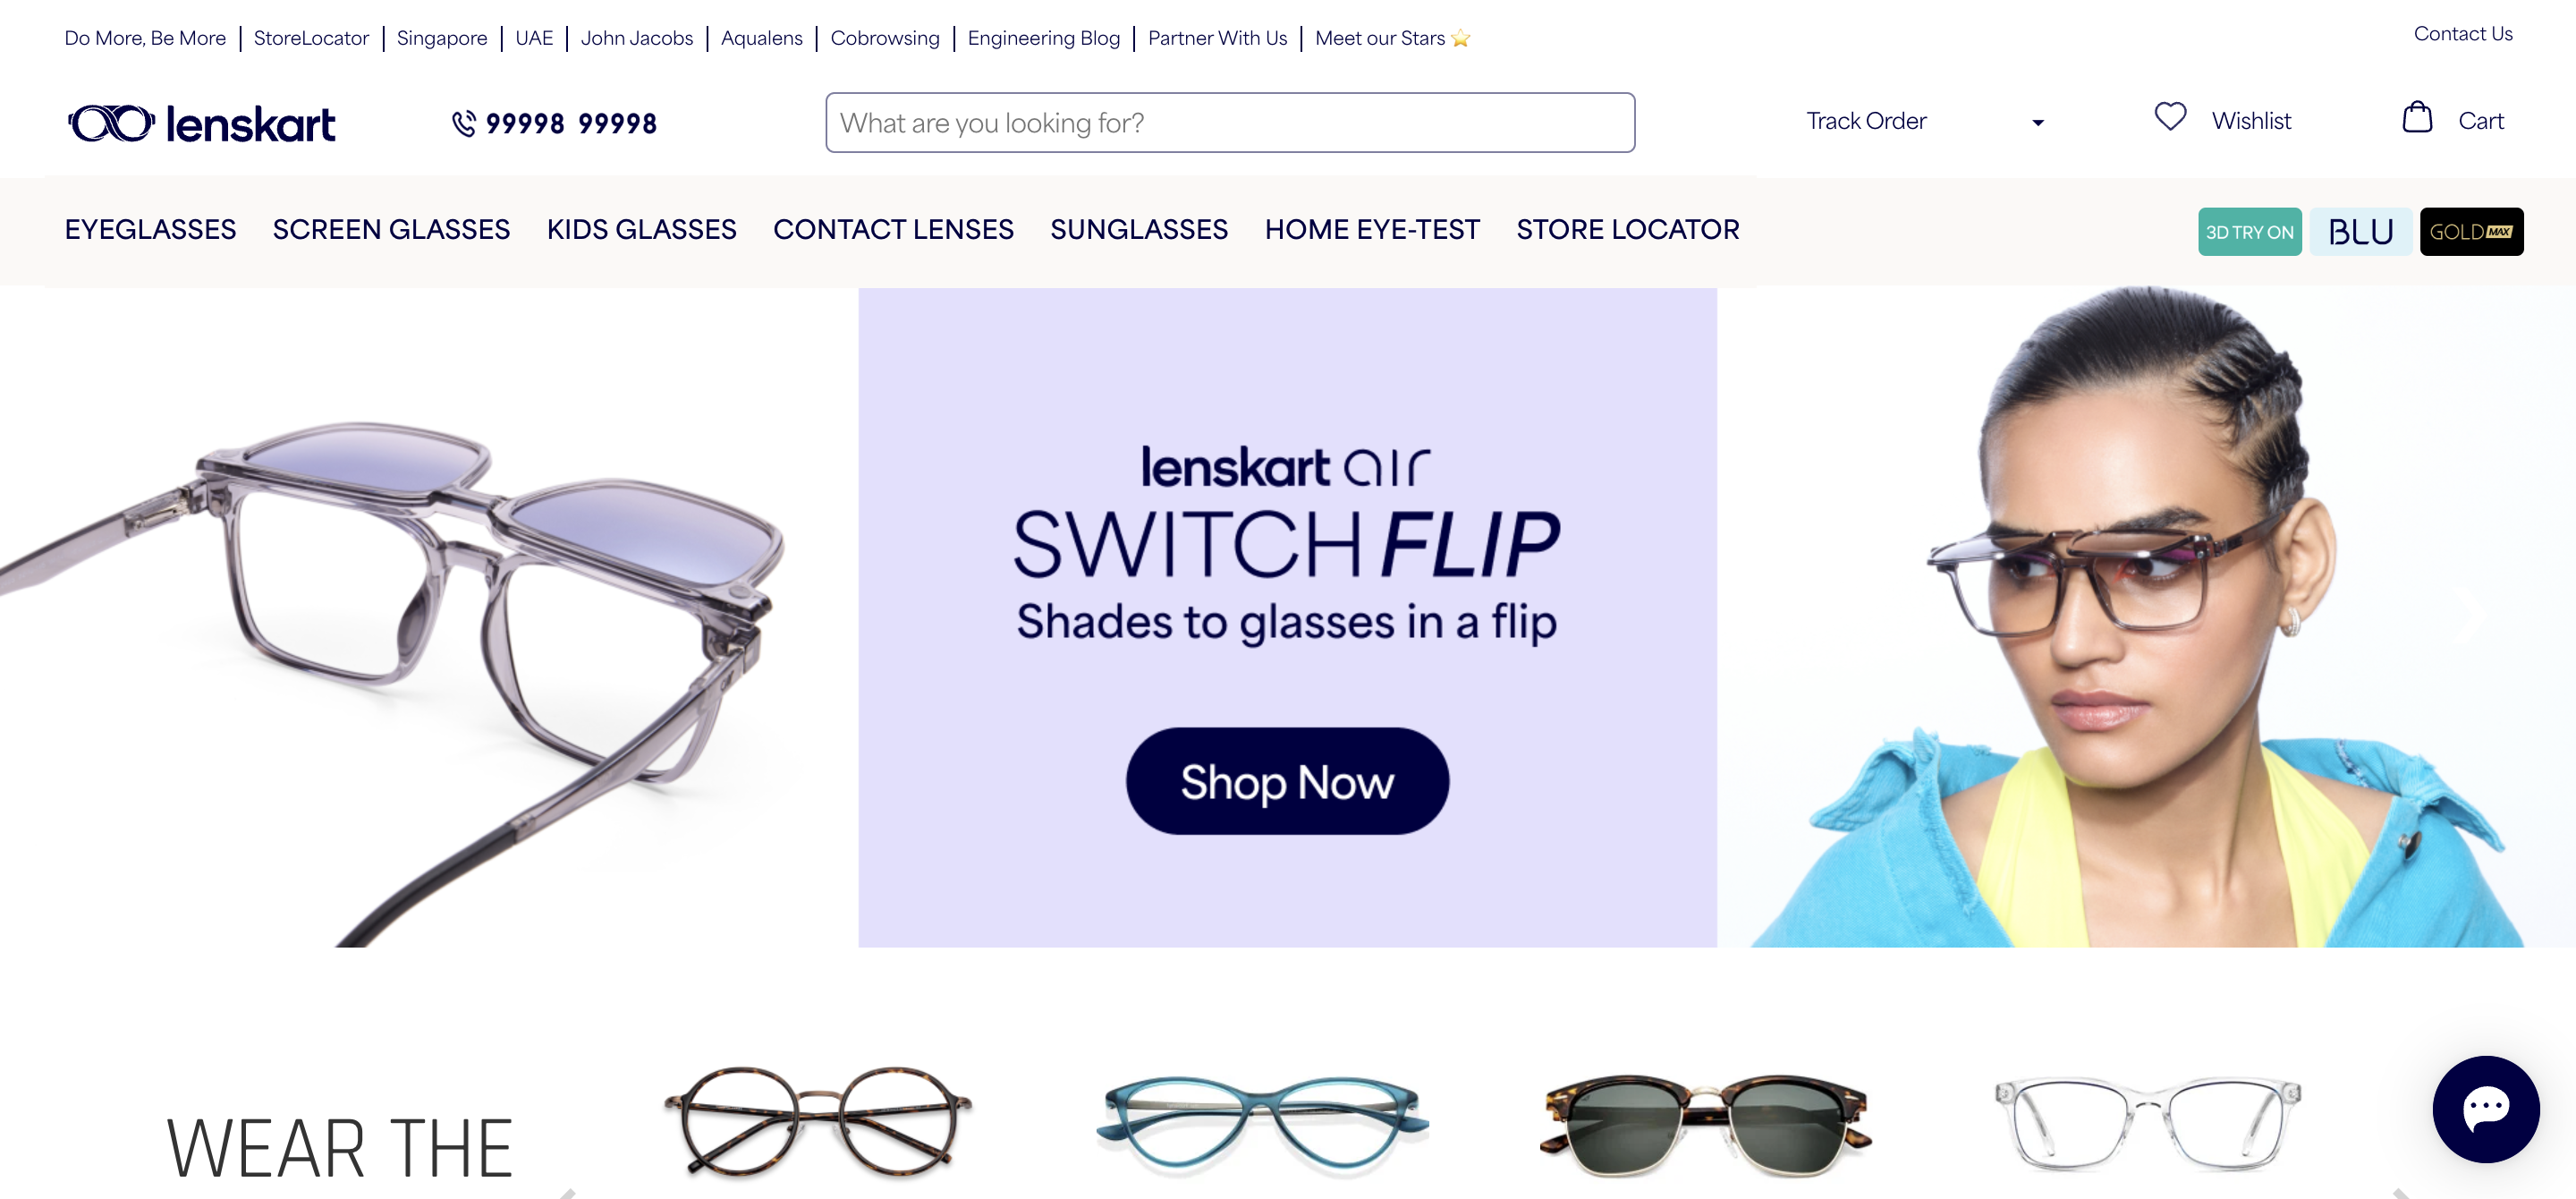 Do More, Be More | StoreLocator | Singapore | UAE | John Jacobs | Aqualens | Cobrowsing | Engineering Blog | Partner With Us | Meet our Stars ⭐ Contact Us
lenskart 99998 99998 What are you looking for? Track Order Wishlist Cart
EYEGLASSES SCREEN GLASSES KIDS GLASSES CONTACT LENSES SUNGLASSES HOME EYE-TEST STORE LOCATOR 3D TRY ON BLU GOLD MAX
lenskart air
SWITCH FLIP
Shades to glasses in a flip
Shop Now
WEAR THE